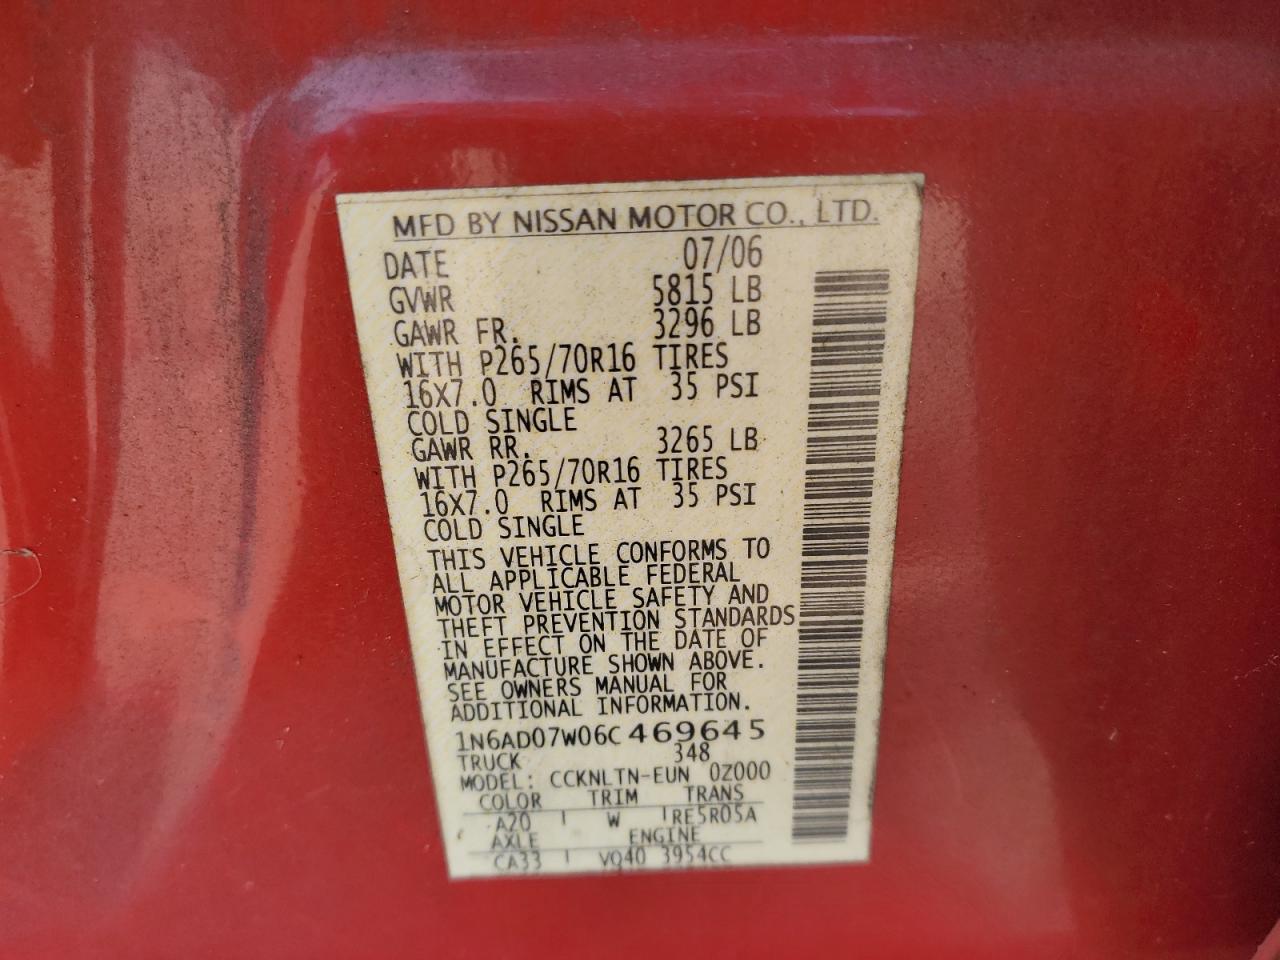 MFD BY NISSAN MOTOR CO., LTD.
DATE 07/06
GVWR 5815 LB
GAWR FR. 3296 LB
WITH P265/70R16 TIRES
16X7.0 RIMS AT 35 PSI
COLD SINGLE
GAWR RR. 3265 LB
WITH P265/70R16 TIRES
16X7.0 RIMS AT 35 PSI
COLD SINGLE
THIS VEHICLE CONFORMS TO
ALL APPLICABLE FEDERAL
MOTOR VEHICLE SAFETY AND
THEFT PREVENTION STANDARDS
IN EFFECT ON THE DATE OF
MANUFACTURE SHOWN ABOVE.
SEE OWNERS MANUAL FOR
ADDITIONAL INFORMATION.
1N6AD07W06C469645
TRUCK 348
MODEL: CCKNLTN-EUN 0Z000
COLOR TRIM TRANS
A20 W RE5R05A
AXLE ENGINE
CA33 VQ40 3954CC